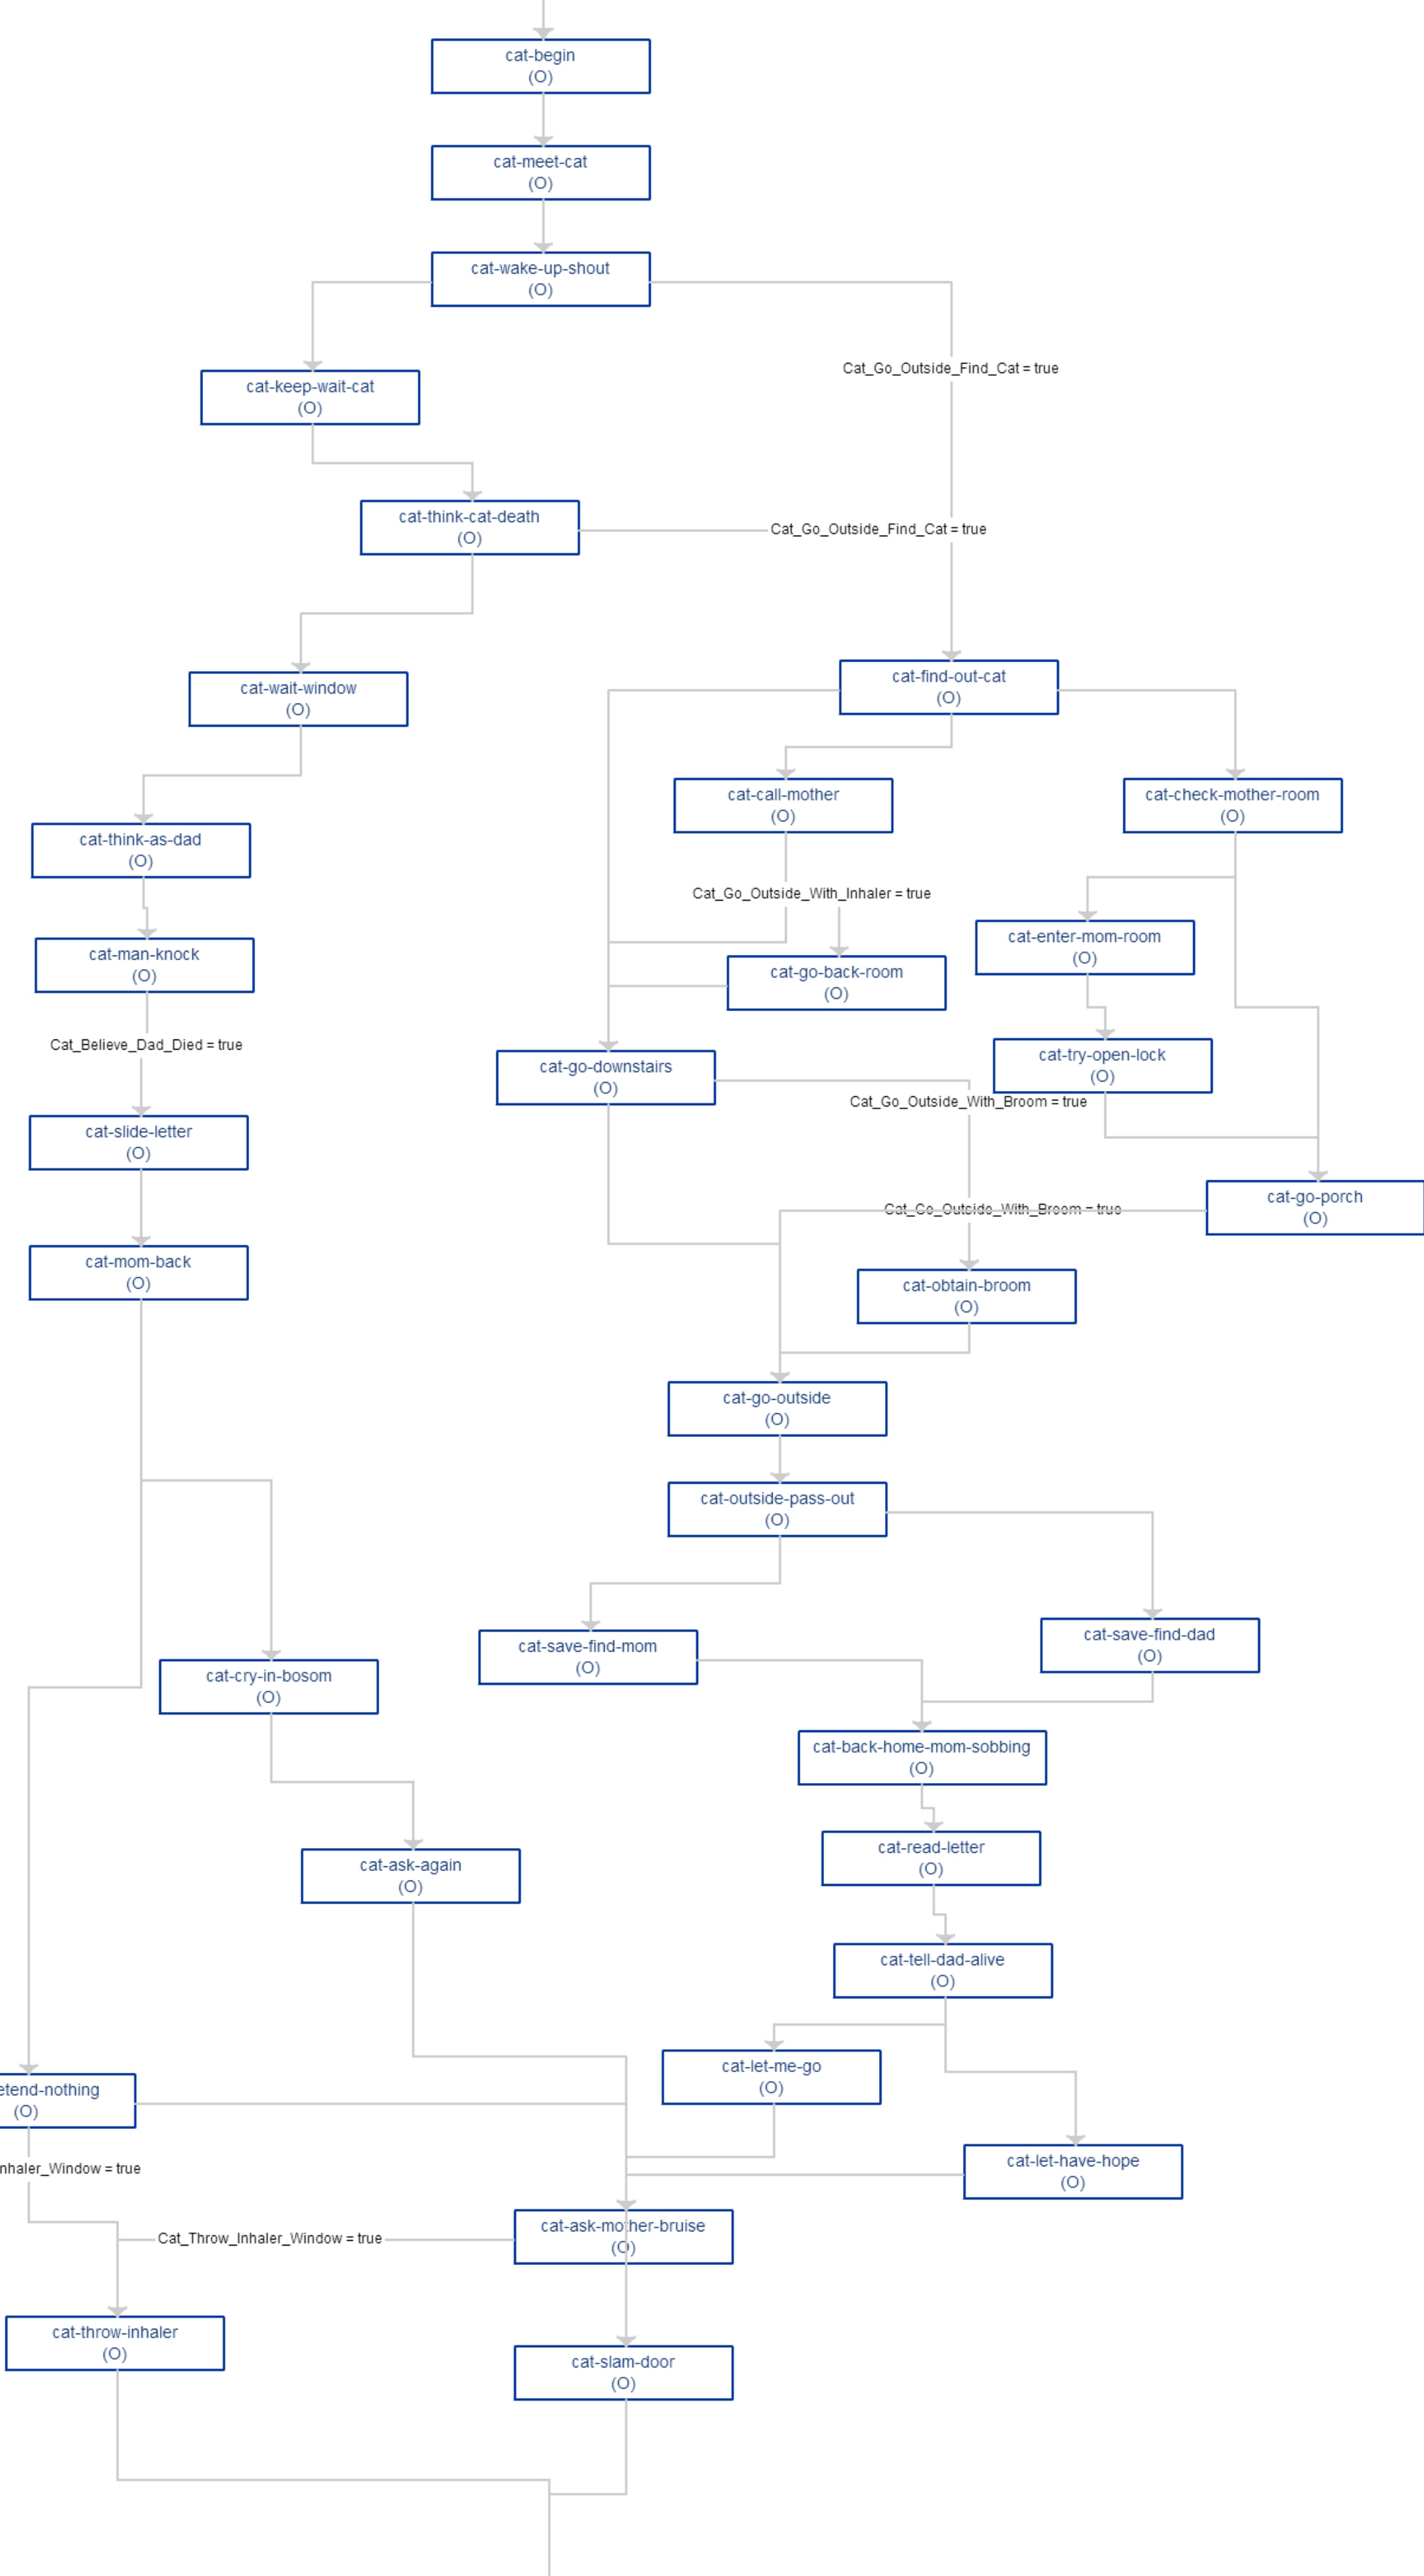 cat-begin
(O)
cat-meet-cat
(O)
cat-wake-up-shout
(O)
Cat_Go_Outside_Find_Cat = true
cat-keep-wait-cat
(O)
cat-think-cat-death
(O)
Cat_Go_Outside_Find_Cat = true
cat-find-out-cat
(O)
cat-wait-window
(O)
cat-call-mother
(O)
cat-check-mother-room
(O)
cat-think-as-dad
(O)
Cat_Go_Outside_With_Inhaler = true
cat-enter-mom-room
(O)
cat-man-knock
(O)
cat-go-back-room
(O)
Cat_Believe_Dad_Died = true
cat-try-open-lock
(O)
cat-go-downstairs
(O)
Cat_Go_Outside_With_Broom = true
cat-slide-letter
(O)
cat-go-porch
(O)
Cat_Go_Outside_With_Broom = true
cat-mom-back
(O)
cat-obtain-broom
(O)
cat-go-outside
(O)
cat-outside-pass-out
(O)
cat-save-find-dad
(O)
cat-save-find-mom
(O)
cat-cry-in-bosom
(O)
cat-back-home-mom-sobbing
(O)
cat-read-letter
(O)
cat-ask-again
(O)
cat-tell-dad-alive
(O)
cat-let-me-go
(O)
etend-nothing
(O)
cat-let-have-hope
(O)
nhaler_Window = true
cat-ask-mother-bruise
(O)
Cat_Throw_Inhaler_Window = true
cat-throw-inhaler
(O)
cat-slam-door
(O)